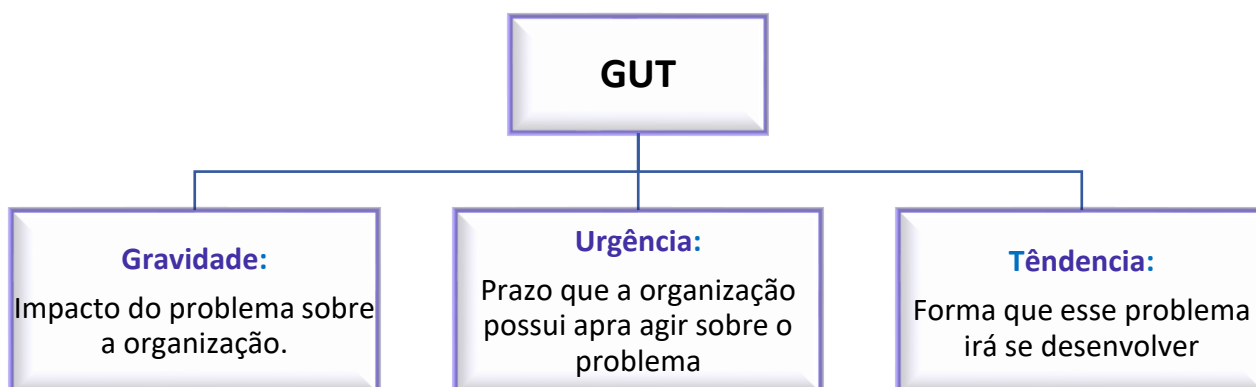 GUT
Gravidade:
Impacto do problema sobre
a organização.
Urgência:
Prazo que a organização
possui apra agir sobre o
problema
Têndencia:
Forma que esse problema
irá se desenvolver